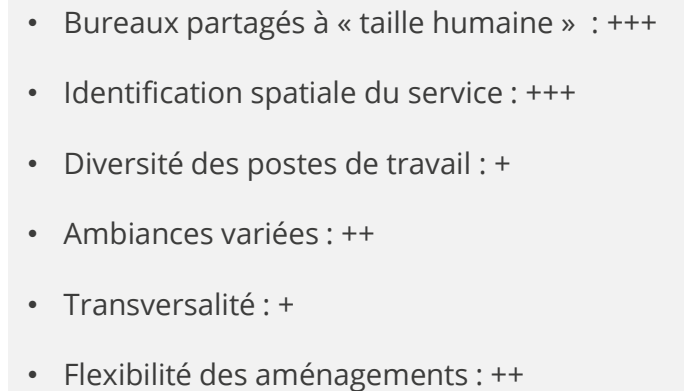 • Bureaux partagés à « taille humaine »  : +++
• Identification spatiale du service : +++
• Diversité des postes de travail : +
• Ambiances variées : ++
• Transversalité : +
• Flexibilité des aménagements : ++